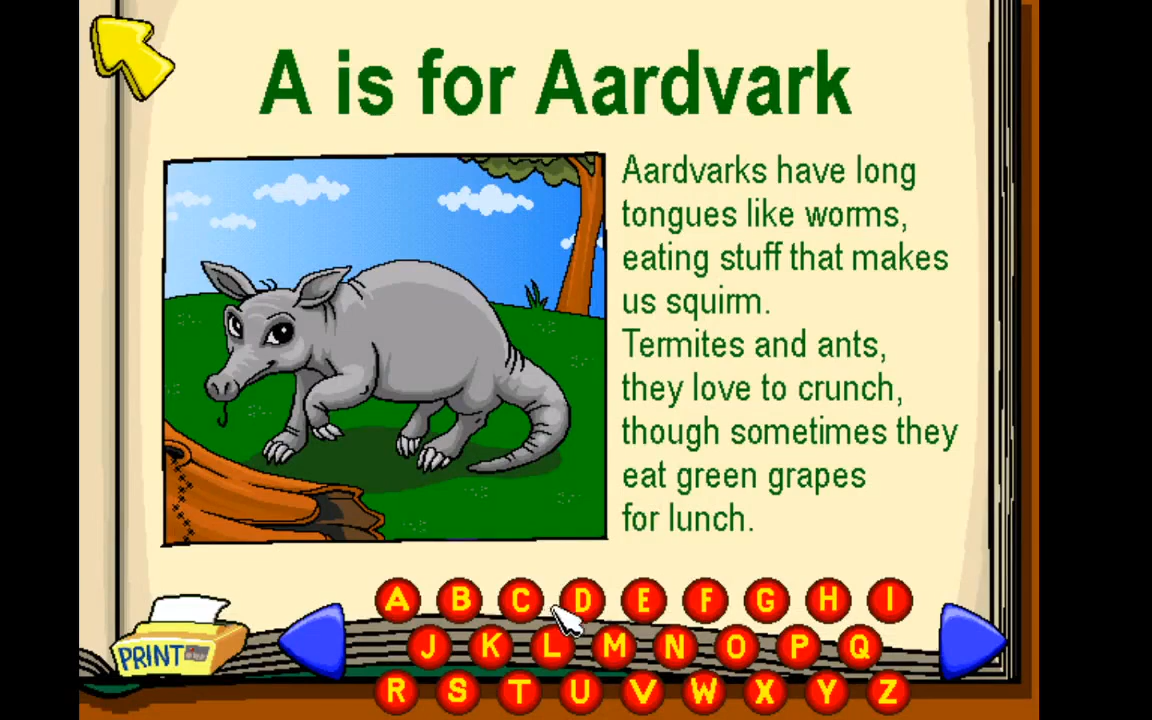 A is for Aardvark
Aardvarks have long
tongues like worms,
eating stuff that makes
us squirm.
Termites and ants,
they love to crunch,
though sometimes they
eat green grapes
for lunch.
A B C D E F G H I
PRINT
J K L M N O P Q
R S T U V W X Y Z